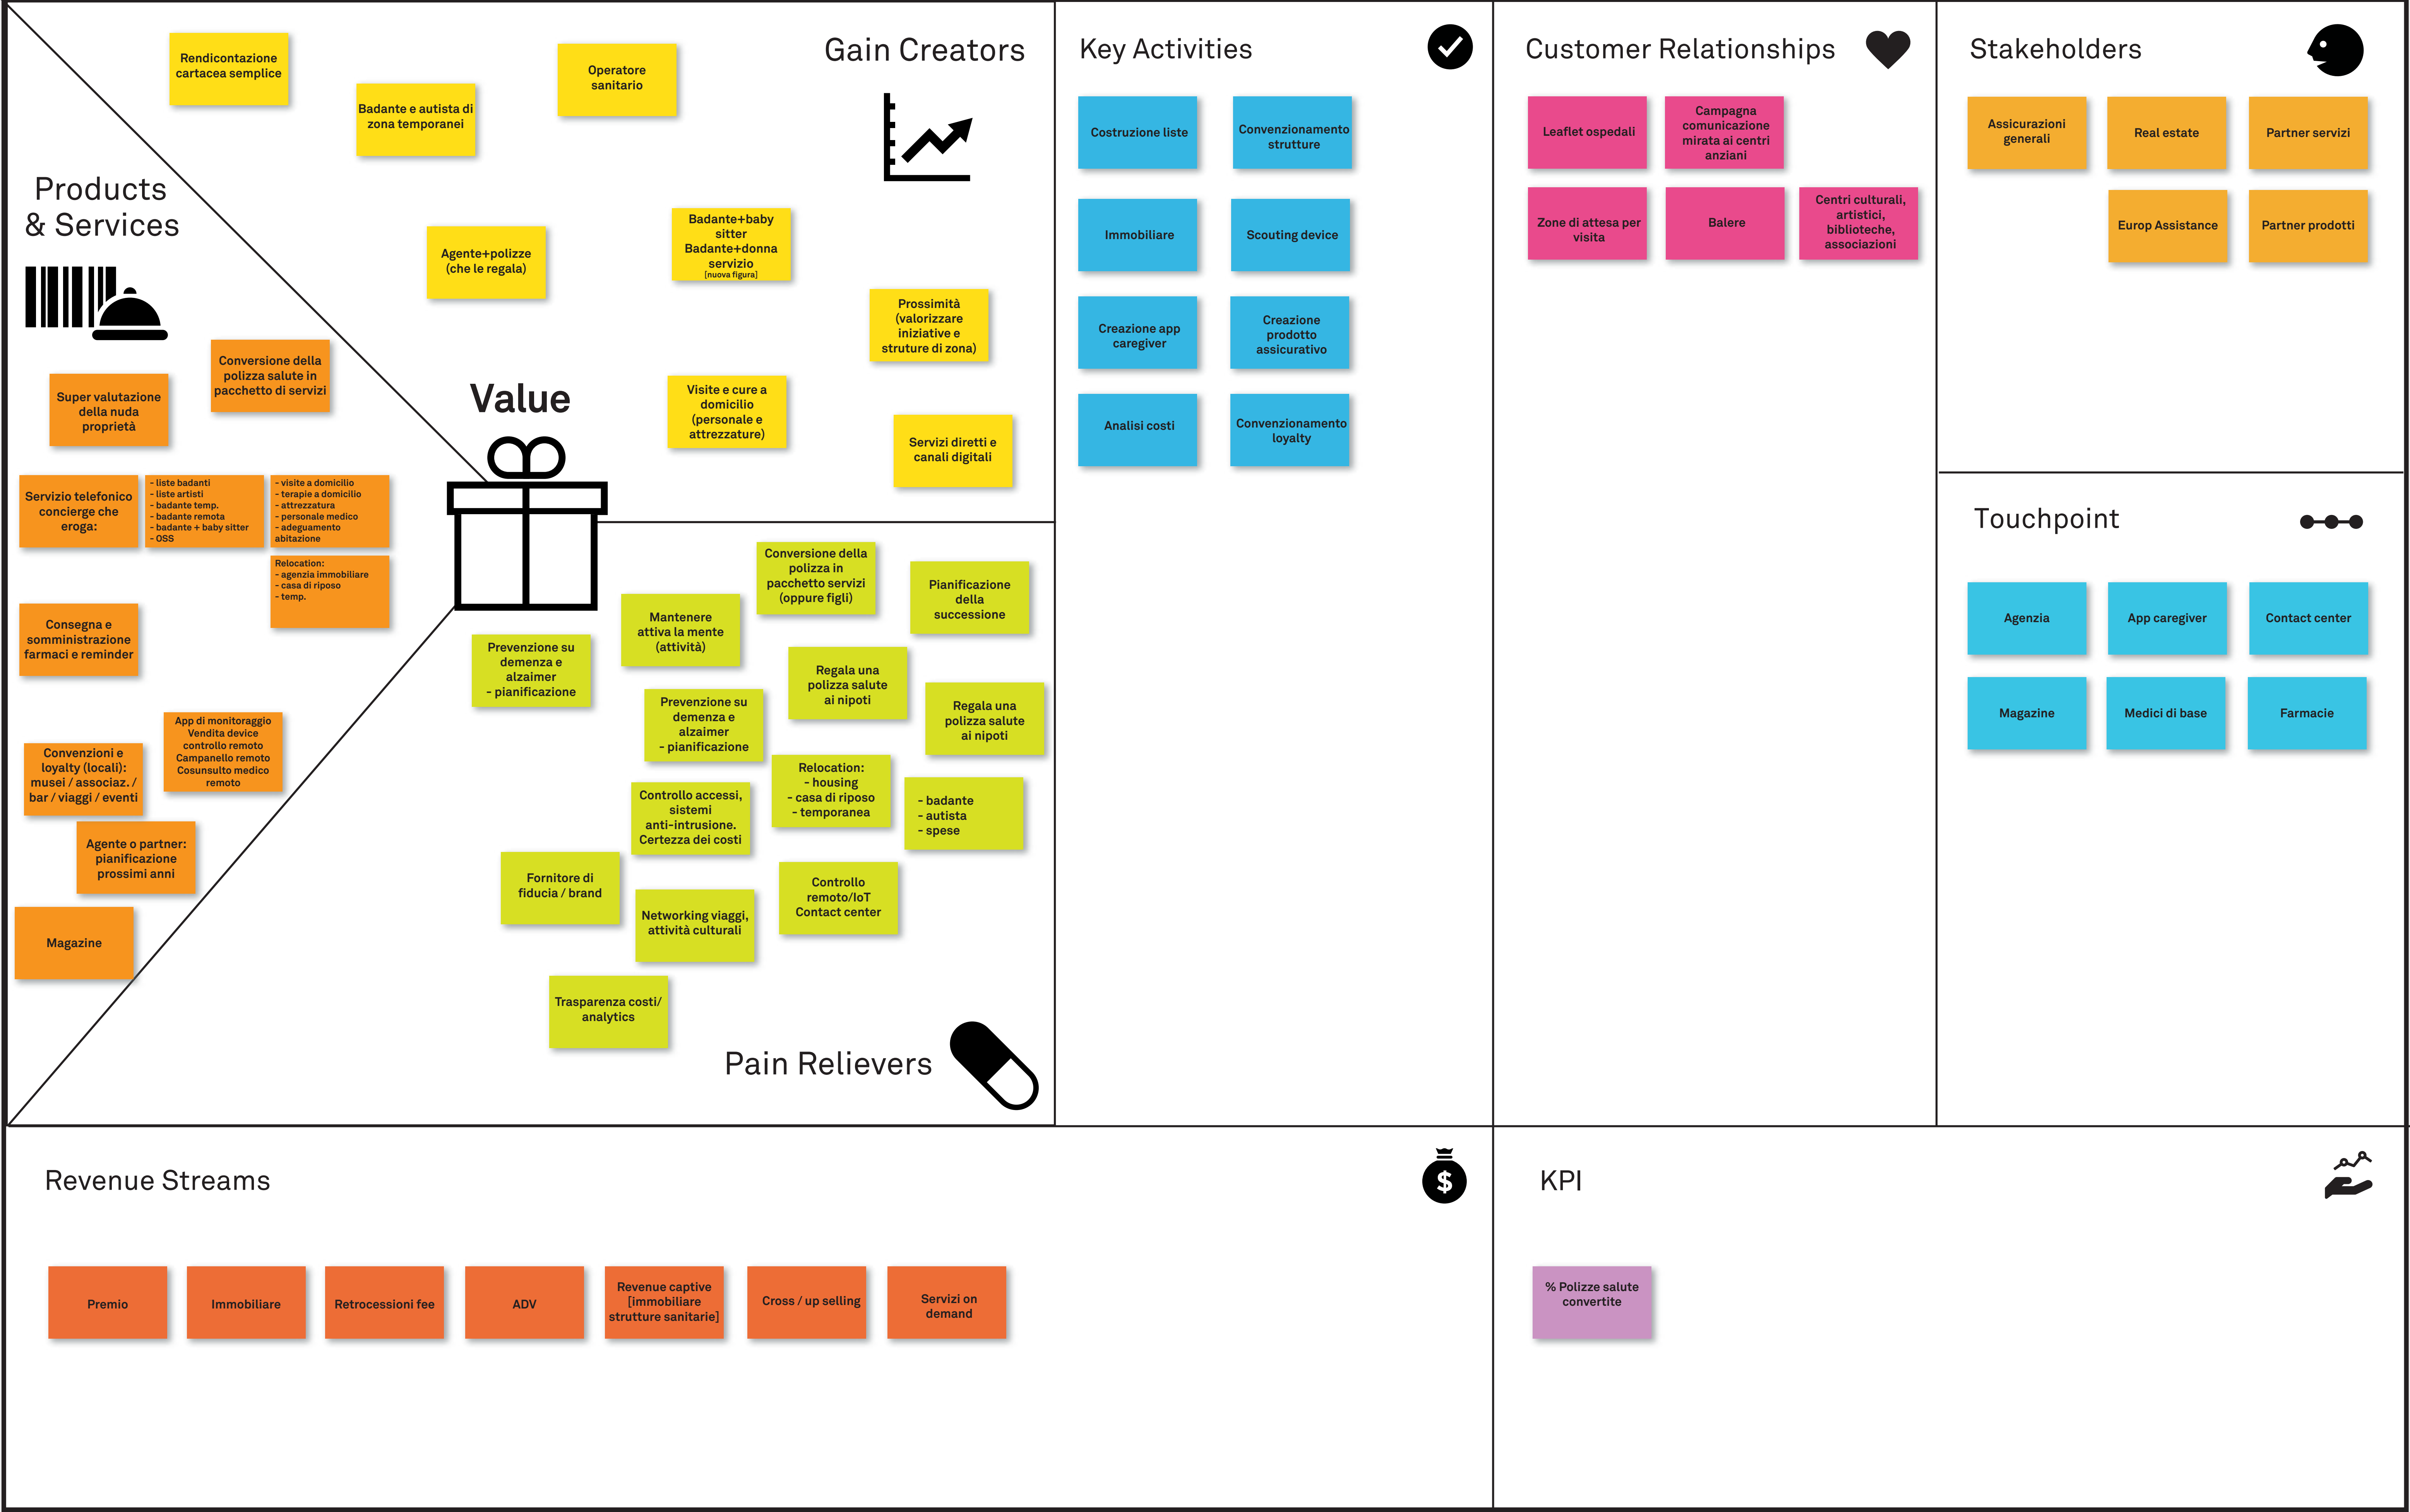 Products
& Services
Super valutazione
della nuda
proprietà
Conversione della
polizza salute in
pacchetto di servizi
Servizio telefonico
concierge che
eroga:
- liste badanti
- liste artisti
- badante temp.
- badante remota
- badante + baby sitter
- OSS
- visite a domicilio
- terapie a domicilio
- attrezzatura
- personale medico
- adeguamento
abitazione
Relocation:
- agenzia immobiliare
- casa di riposo
- temp.
Consegna e
somministrazione
farmaci e reminder
Convenzioni e
loyalty (locali):
musei / associaz. /
bar / viaggi / eventi
App di monitoraggio
Vendita device
controllo remoto
Campanello remoto
Cosunsulto medico
remoto
Agente o partner:
pianificazione
prossimi anni
Magazine
Value
Gain Creators
Rendicontazione
cartacea semplice
Badante e autista di
zona temporanei
Operatore
sanitario
Agente+polizze
(che le regala)
Badante+baby
sitter
Badante+donna
servizio
[nuova figura]
Prossimità
(valorizzare
iniziative e
struture di zona)
Visite e cure a
domicilio
(personale e
attrezzature)
Servizi diretti e
canali digitali
Conversione della
polizza in
pacchetto servizi
(oppure figli)
Pianificazione
della
successione
Mantenere
attiva la mente
(attività)
Prevenzione su
demenza e
alzaimer
- pianificazione
Regala una
polizza salute
ai nipoti
Prevenzione su
demenza e
alzaimer
- pianificazione
Regala una
polizza salute
ai nipoti
Relocation:
- housing
- casa di riposo
- temporanea
Controllo accessi,
sistemi
anti-intrusione.
Certezza dei costi
- badante
- autista
- spese
Fornitore di
fiducia / brand
Controllo
remoto/IoT
Contact center
Networking viaggi,
attività culturali
Trasparenza costi/
analytics
Pain Relievers
Key Activities
Costruzione liste
Convenzionamento
strutture
Immobiliare
Scouting device
Creazione app
caregiver
Creazione
prodotto
assicurativo
Analisi costi
Convenzionamento
loyalty
Customer Relationships
Leaflet ospedali
Campagna
comunicazione
mirata ai centri
anziani
Zone di attesa per
visita
Balere
Centri culturali,
artistici,
biblioteche,
associazioni
Stakeholders
Assicurazioni
generali
Real estate
Partner servizi
Europ Assistance
Partner prodotti
Touchpoint
Agenzia
App caregiver
Contact center
Magazine
Medici di base
Farmacie
Revenue Streams
$
Premio
Immobiliare
Retrocessioni fee
ADV
Revenue captive
[immobiliare
strutture sanitarie]
Cross / up selling
Servizi on
demand
KPI
% Polizze salute
convertite